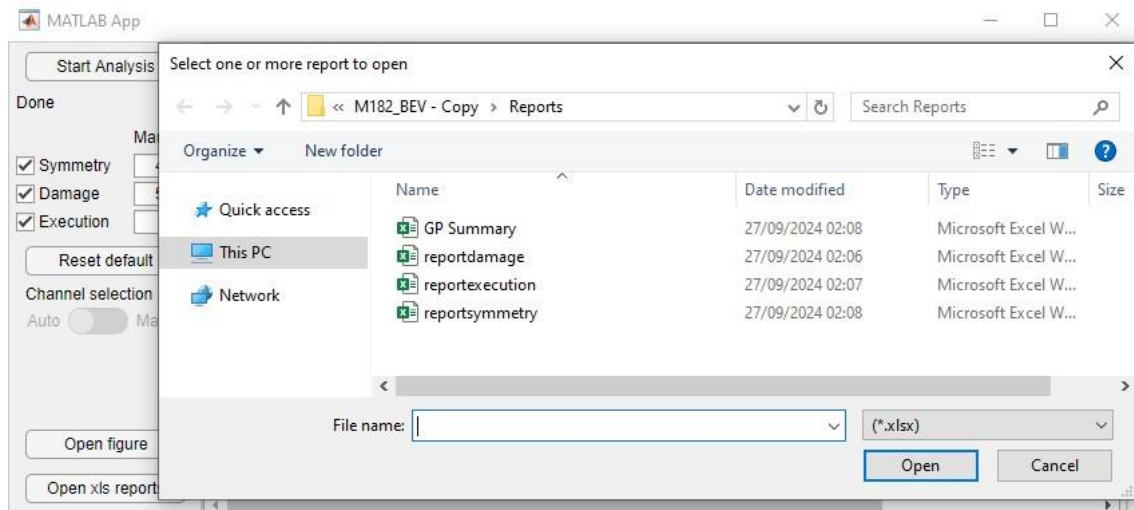 MATLAB App
Start Analysis
Select one or more report to open
Done
« M182_BEV - Copy > Reports
Search Reports
Organize
New folder
Symmetry
Damage
Execution
Reset default
Channel selection
Auto
Open figure
Open xls report
Quick access
This PC
Network
Name Date modified Type Size
GP Summary 27/09/2024 02:08 Microsoft Excel W...
reportdamage 27/09/2024 02:06 Microsoft Excel W...
reportexecution 27/09/2024 02:07 Microsoft Excel W...
reportsymmetry 27/09/2024 02:08 Microsoft Excel W...
File name:
(*.xlsx)
Open
Cancel